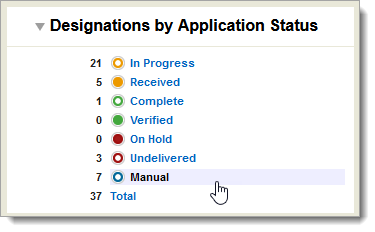 Designations by Application Status
21 In Progress
5 Received
1 Complete
0 Verified
0 On Hold
3 Undelivered
7 Manual
37 Total